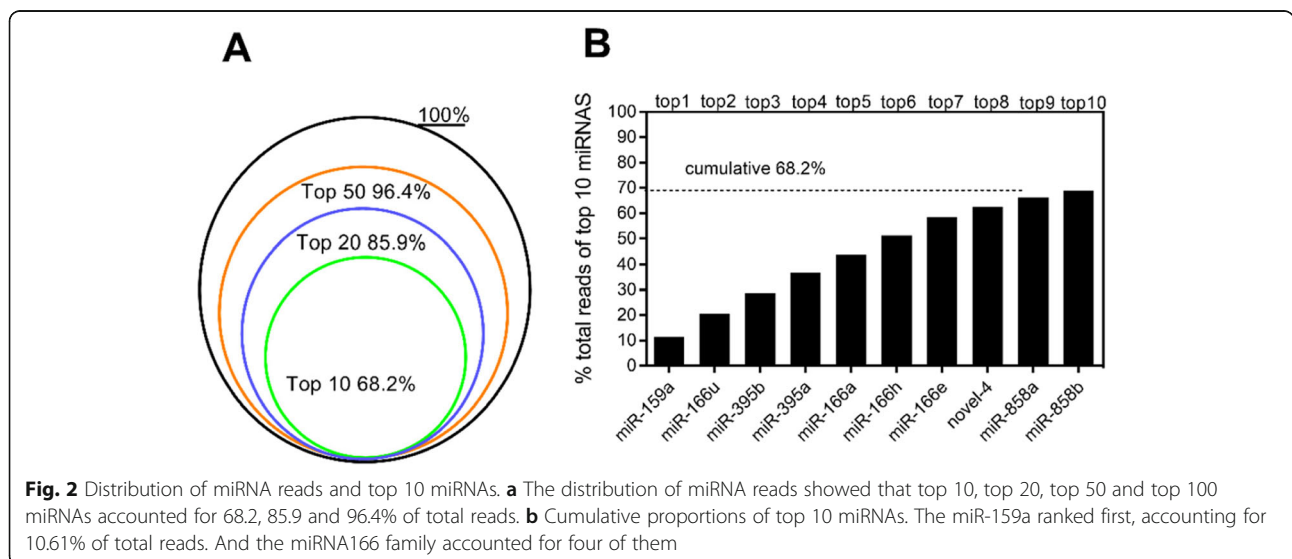 A
100%
Top 50 96.4%
Top 20 85.9%
Top 10 68.2%
B
% total reads of top 10 miRNAS
top1 top2 top3 top4 top5 top6 top7 top8 top9 top10
100
90
80
70
60
50
40
30
20
10
0
cumulative 68.2%
miR-159a
miR-166u
miR-395b
miR-395a
miR-166a
miR-166h
miR-166e
novel-4
miR-858a
miR-858b
Fig. 2 Distribution of miRNA reads and top 10 miRNAs. a The distribution of miRNA reads showed that top 10, top 20, top 50 and top 100
miRNAs accounted for 68.2, 85.9 and 96.4% of total reads. b Cumulative proportions of top 10 miRNAs. The miR-159a ranked first, accounting for
10.61% of total reads. And the miRNA166 family accounted for four of them